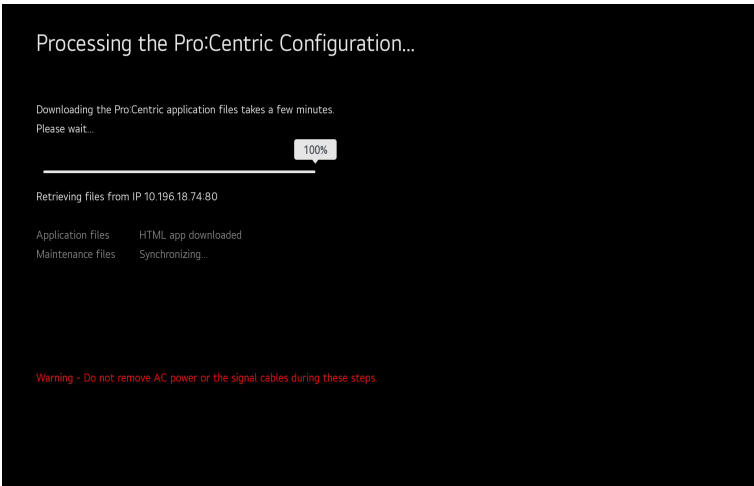 Processing the Pro:Centric Configuration...
Downloading the Pro:Centric application files takes a few minutes.
Please wait...
100%
Retrieving files from IP 10.196.18.74:80
Application files HTML app downloaded
Maintenance files Synchronizing...
Warning - Do not remove AC power or the signal cables during these steps.